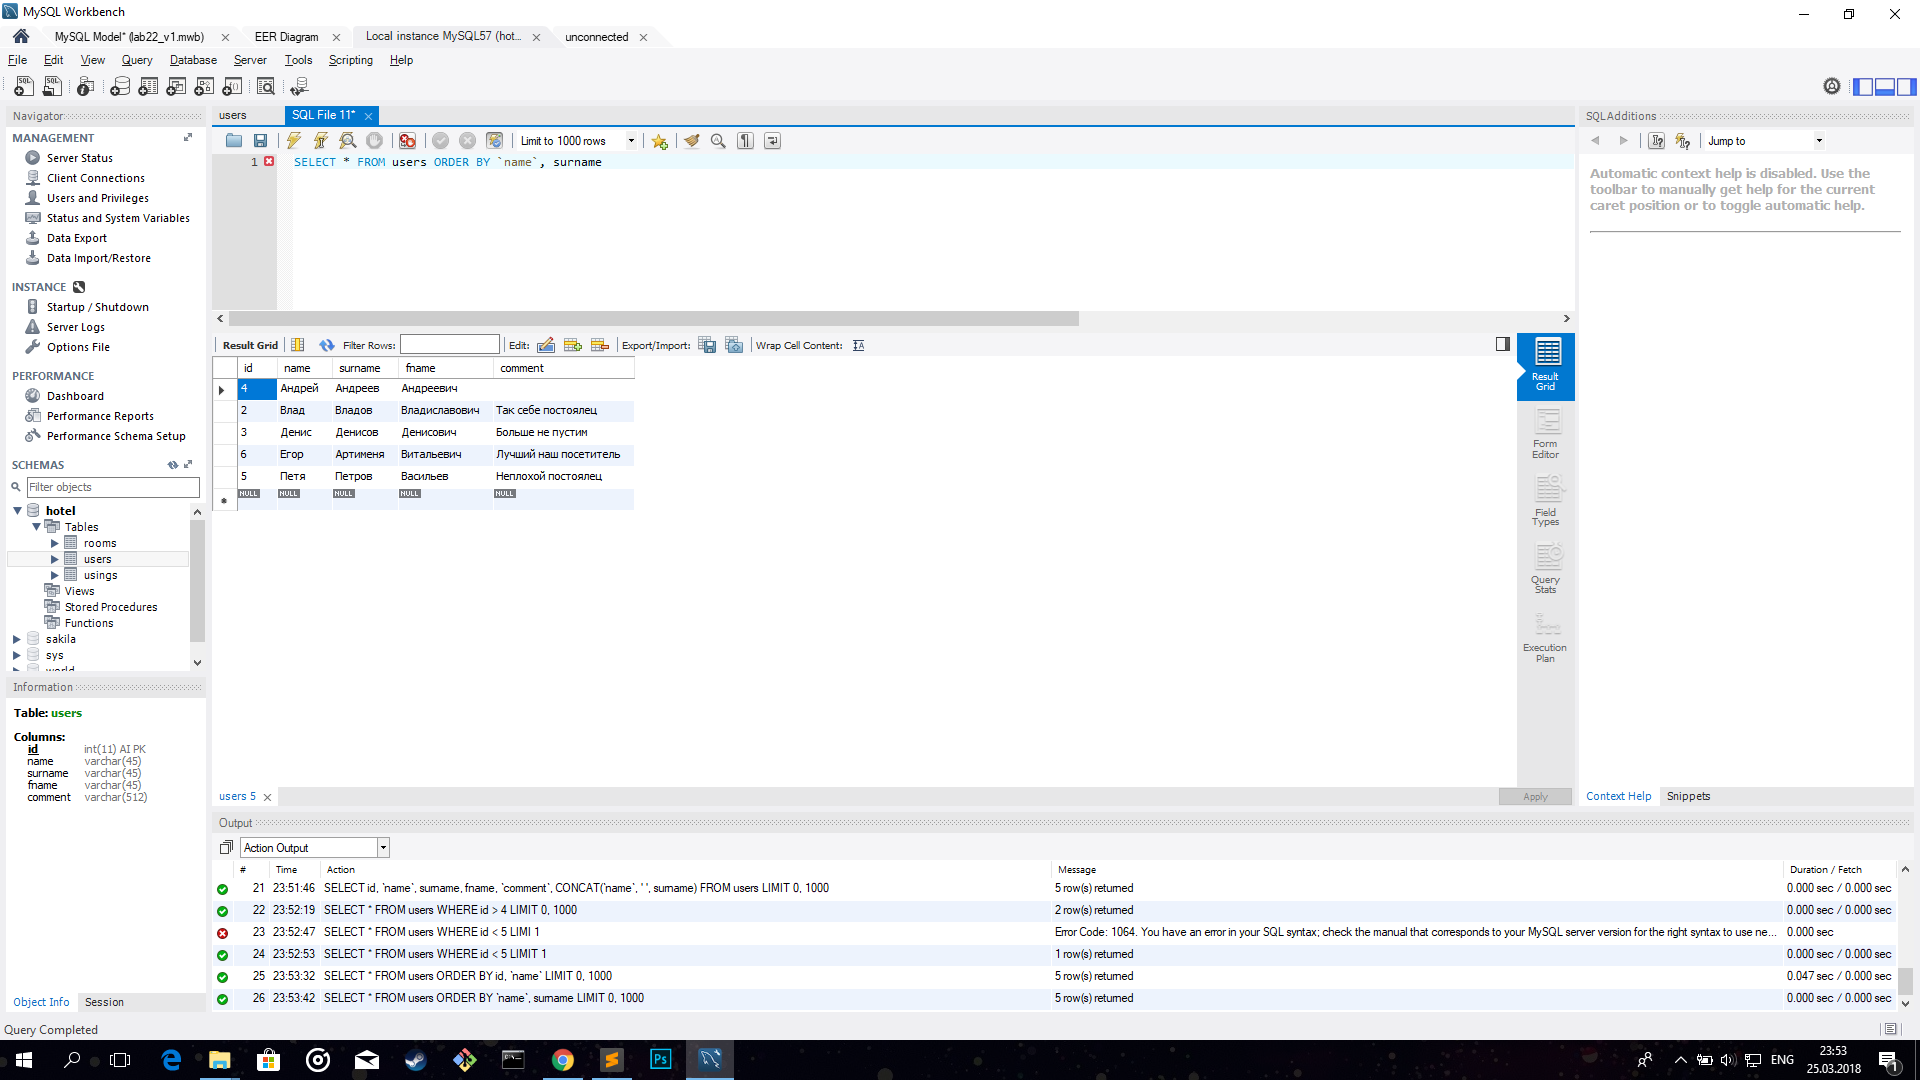 MySQL Workbench
MySQL Model* (lab22_v1.mwb)
EER Diagram
Local instance MySQL57 (hot...
unconnected
File Edit View Query Database Server Tools Scripting Help
Navigator
MANAGEMENT
Server Status
Client Connections
Users and Privileges
Status and System Variables
Data Export
Data Import/Restore
INSTANCE
Startup / Shutdown
Server Logs
Options File
PERFORMANCE
Dashboard
Performance Reports
Performance Schema Setup
SCHEMAS
Filter objects
hotel
Tables
rooms
users
usings
Views
Stored Procedures
Functions
sakila
sys
world
Information
Table: users
Columns:
id int(11) AI PK
name varchar(45)
surname varchar(45)
fname varchar(45)
comment varchar(512)
Object Info Session
Query Completed
users
SQL File 11*
Limit to 1000 rows
1 SELECT * FROM users ORDER BY `name`, surname
Result Grid Filter Rows: Edit: Export/Import: Wrap Cell Content:
id name surname fname comment
4 Андрей Андреев Андреевич
2 Влад Владов Владиславович Так себе постоялец
3 Денис Денисов Денисович Больше не пустим
6 Егор Артименя Витальевич Лучший наш посетитель
5 Петя Петров Васильев Неплохой постоялец
NULL NULL NULL NULL NULL
Result Grid
Form Editor
Field Types
Query Stats
Execution Plan
users 5
Apply
SQLAdditions
Jump to
Automatic context help is disabled. Use the
toolbar to manually get help for the current
caret position or to toggle automatic help.
Context Help Snippets
Output
Action Output
# Time Action Message Duration / Fetch
21 23:51:46 SELECT id, `name`, surname, fname, `comment`, CONCAT(`name`, ' ', surname) FROM users LIMIT 0, 1000 5 row(s) returned 0.000 sec / 0.000 sec
22 23:52:19 SELECT * FROM users WHERE id > 4 LIMIT 0, 1000 2 row(s) returned 0.000 sec / 0.000 sec
23 23:52:47 SELECT * FROM users WHERE id < 5 LIMI 1 Error Code: 1064. You have an error in your SQL syntax; check the manual that corresponds to your MySQL server version for the right syntax to use ne... 0.000 sec
24 23:52:53 SELECT * FROM users WHERE id < 5 LIMIT 1 1 row(s) returned 0.000 sec / 0.000 sec
25 23:53:32 SELECT * FROM users ORDER BY id, `name` LIMIT 0, 1000 5 row(s) returned 0.047 sec / 0.000 sec
26 23:53:42 SELECT * FROM users ORDER BY `name`, surname LIMIT 0, 1000 5 row(s) returned 0.000 sec / 0.000 sec
Ps
ENG
23:53
25.03.2018
1